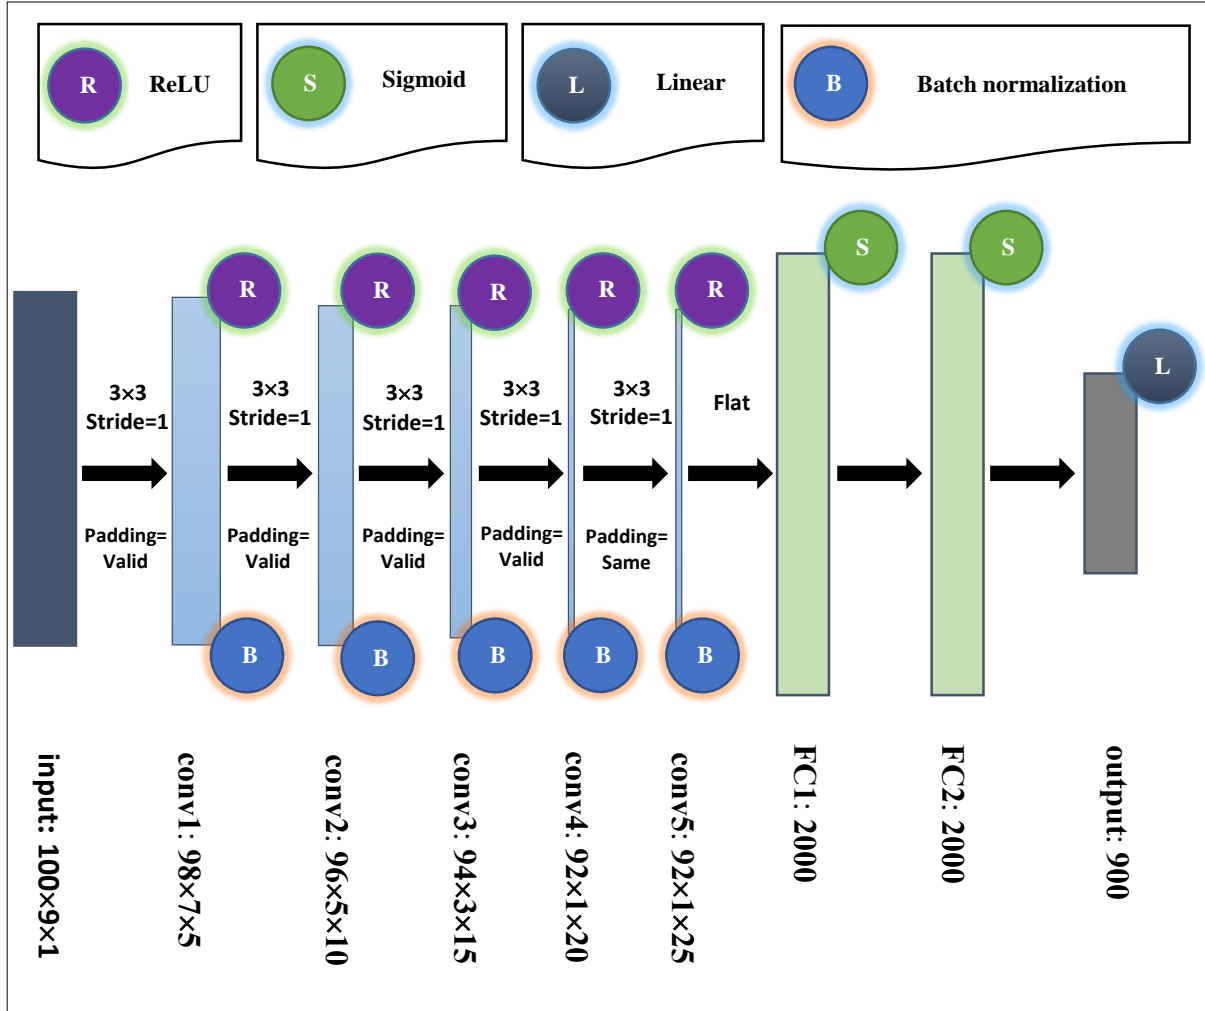 R ReLU
S Sigmoid
L Linear
B Batch normalization
R
R
R
R
R
S
S
L
3×3
Stride=1
Padding=
Valid
3×3
Stride=1
Padding=
Valid
3×3
Stride=1
Padding=
Valid
3×3
Stride=1
Padding=
Valid
3×3
Stride=1
Padding=
Same
Flat
B
B
B
B
B
input: 100×9×1
conv1: 98×7×5
conv2: 96×5×10
conv3: 94×3×15
conv4: 92×1×20
conv5: 92×1×25
FC1: 2000
FC2: 2000
output: 900